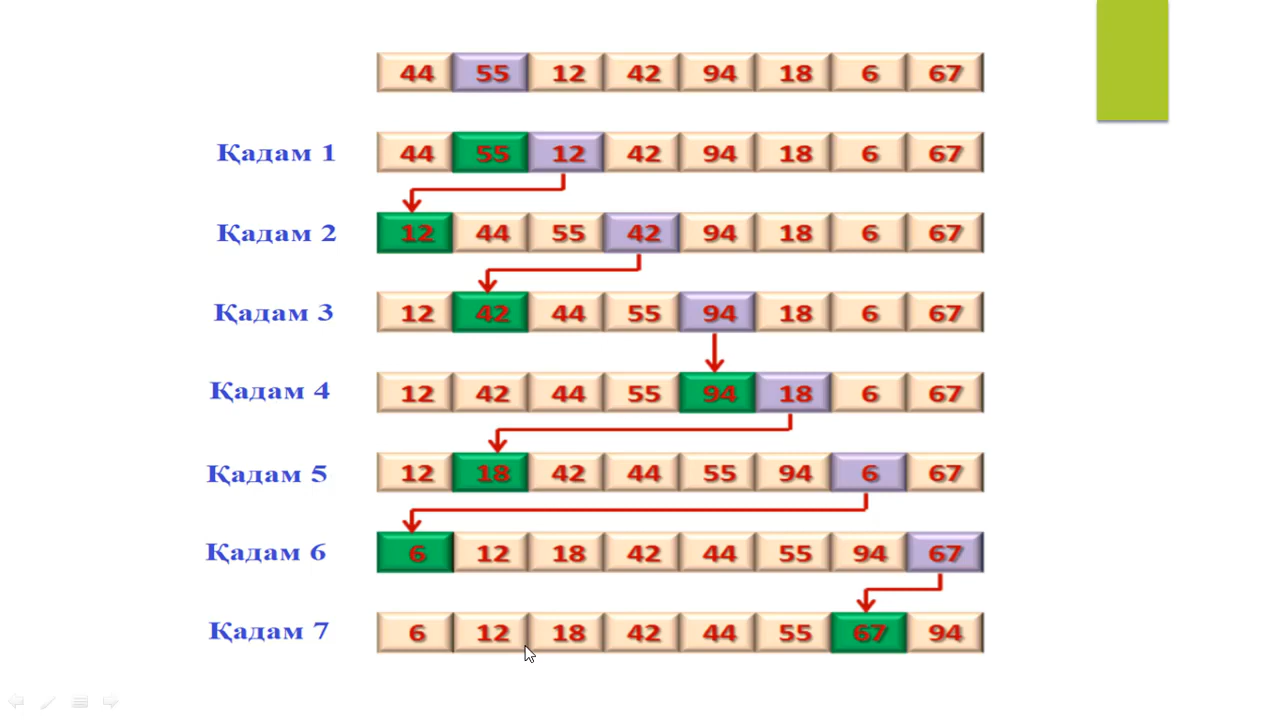 44 55 12 42 94 18 6 67
Қадам 1 44 55 12 42 94 18 6 67
Қадам 2 12 44 55 42 94 18 6 67
Қадам 3 12 42 44 55 94 18 6 67
Қадам 4 12 42 44 55 94 18 6 67
Қадам 5 12 18 42 44 55 94 6 67
Қадам 6 6 12 18 42 44 55 94 67
Қадам 7 6 12 18 42 44 55 67 94